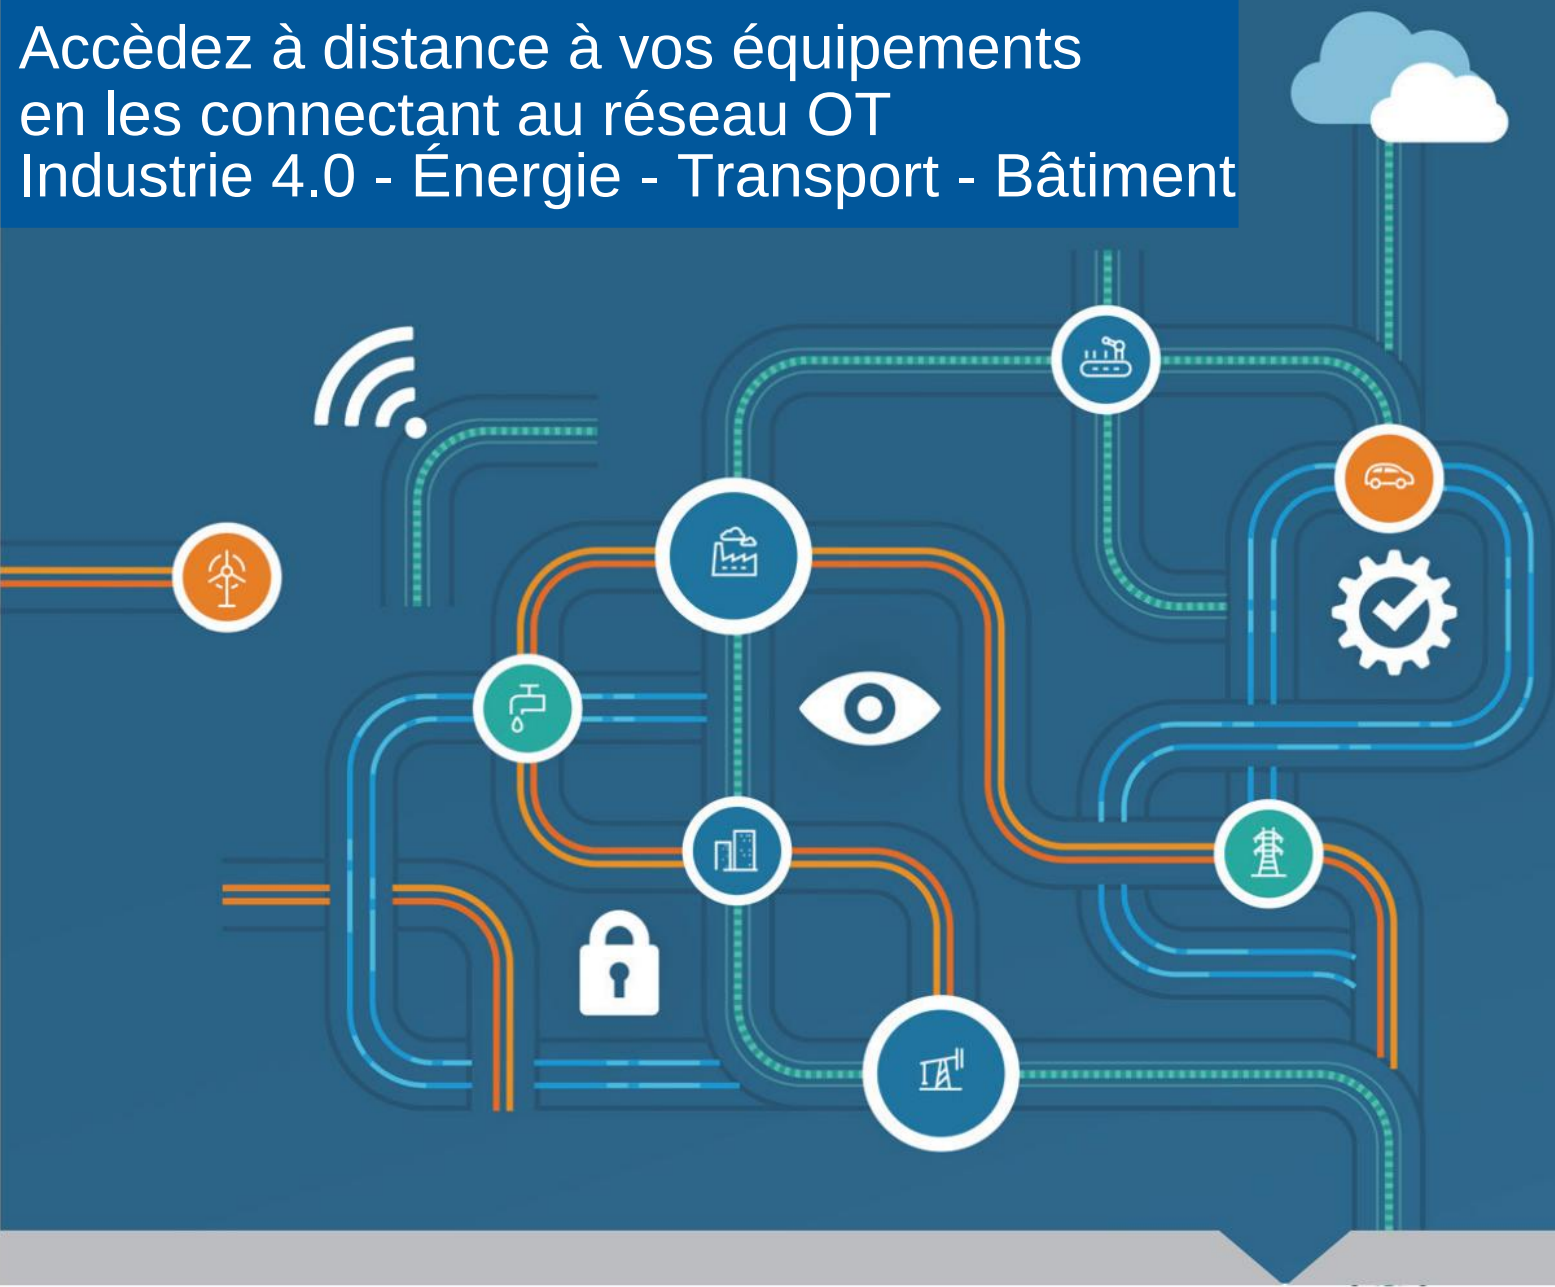 Accèdez à distance à vos équipements
en les connectant au réseau OT
Industrie 4.0 - Énergie - Transport - Bâtiment